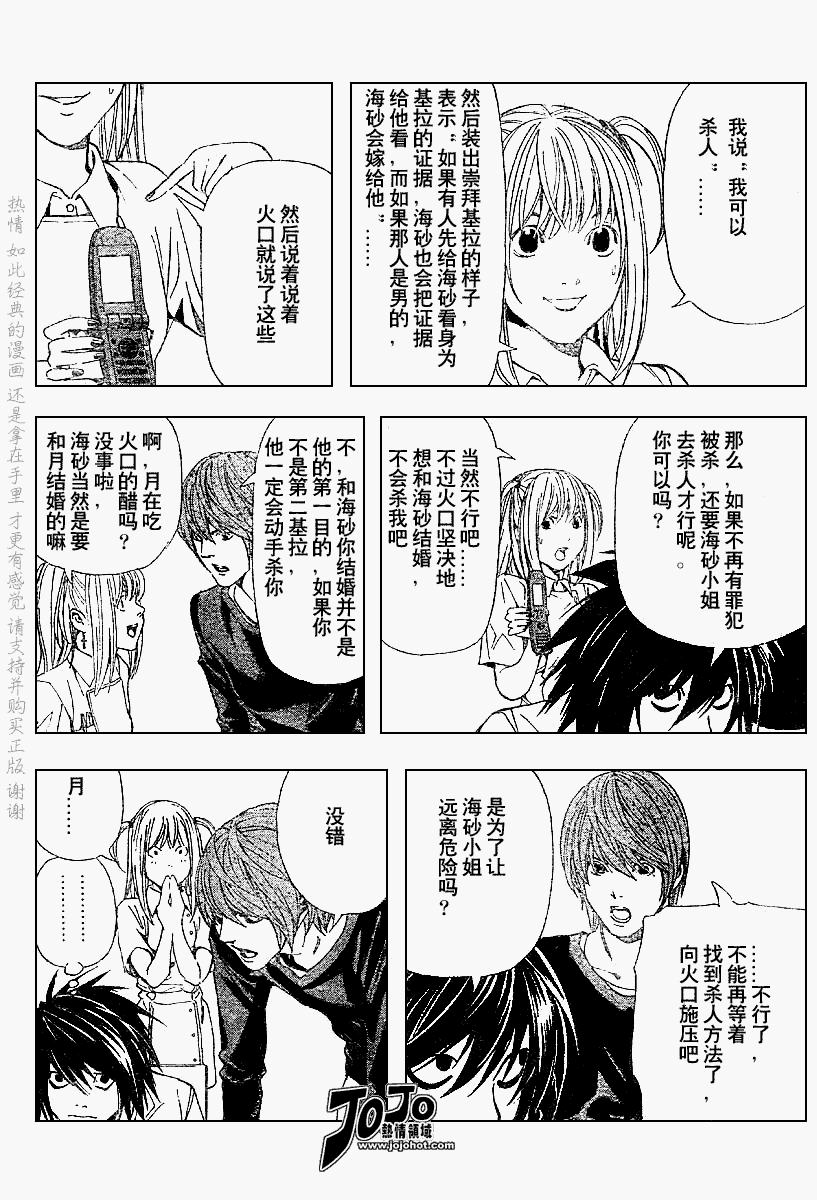 我说“我可以
杀人”……
然后装出崇拜基拉的样子，
表示“如果有人先给海砂看身为
基拉的证据，海砂也会把证据
给他看，而如果那人是男的，
海砂会嫁给他”……
然后说着说着
火口就说了这些
那么，如果不再有罪犯
被杀，还要海砂小姐
去杀人才行呢。
你可以吗？
当然不行吧……
不过火口坚决地
想和海砂结婚，
不会杀我吧
不，和海砂你结婚并不是
他的第一目的，如果你
不是第二基拉，
他一定会动手杀你
啊，月在吃
火口的醋吗？
没事啦，
海砂当然是要
和月结婚的嘛
……不行了，
不能再等着
找到杀人方法了，
向火口施压吧
是为了让
海砂小姐
远离危险吗？
没错
月……
…………
热情 如此经典的漫画 还是拿在手里 才更有感觉 请支持并购买正版 谢谢
JOJO
熱情領域
www.jojohot.com